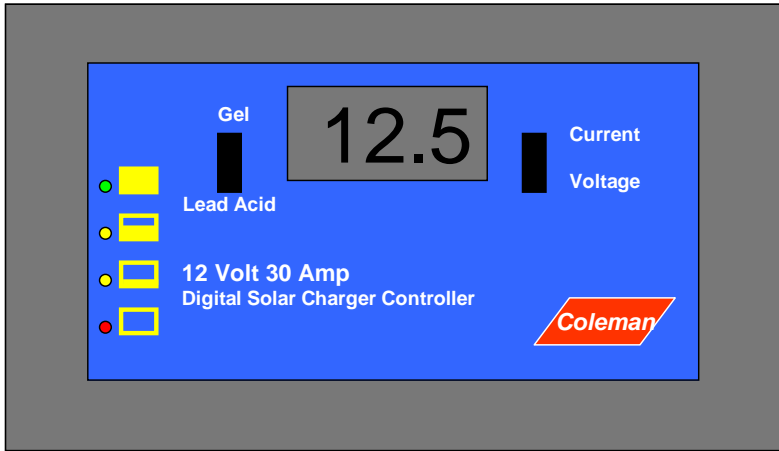 Gel
12.5
Current
Voltage
Lead Acid
12 Volt 30 Amp
Digital Solar Charger Controller
Coleman